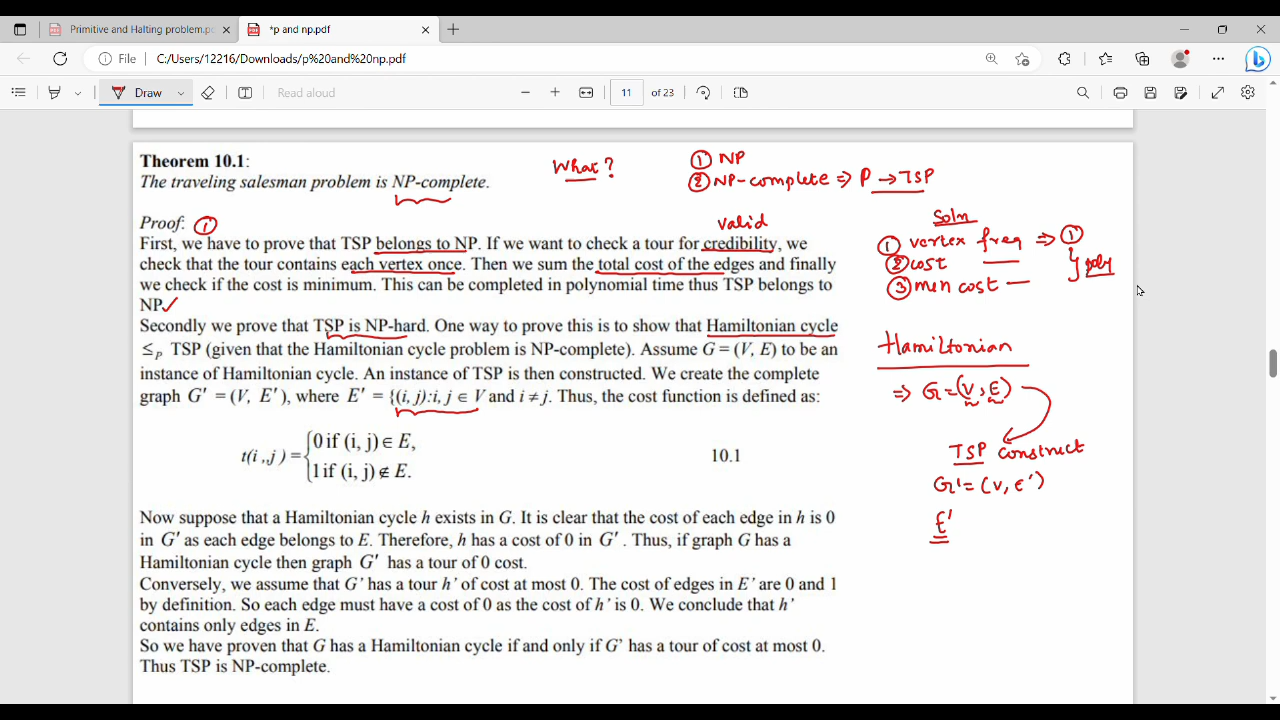 Primitive and Halting problem.pc
*p and np.pdf
File C:/Users/12216/Downloads/p%20and%20np.pdf
Draw Read aloud 11 of 23
Theorem 10.1:
What?
① NP
The traveling salesman problem is NP-complete.
② NP-complete ⇒ P → TSP
Proof: ①
valid
Soln
First, we have to prove that TSP belongs to NP. If we want to check a tour for credibility, we
① vertex freq ⇒ ①
check that the tour contains each vertex once. Then we sum the total cost of the edges and finally
② cost
poly
we check if the cost is minimum. This can be completed in polynomial time thus TSP belongs to
③ min cost
NP✓
Secondly we prove that TSP is NP-hard. One way to prove this is to show that Hamiltonian cycle
Hamiltonian
≤p TSP (given that the Hamiltonian cycle problem is NP-complete). Assume G = (V, E) to be an
instance of Hamiltonian cycle. An instance of TSP is then constructed. We create the complete
⇒ G = (V, E)
graph G' = (V, E'), where E' = {(i, j):i, j ∈ V and i ≠ j. Thus, the cost function is defined as:
t(i ,,j ) = {0 if (i, j) ∈ E,
1 if (i, j) ∉ E.
10.1
TSP construct
G' = (V, E')
E'
Now suppose that a Hamiltonian cycle h exists in G. It is clear that the cost of each edge in h is 0
in G' as each edge belongs to E. Therefore, h has a cost of 0 in G' . Thus, if graph G has a
Hamiltonian cycle then graph G' has a tour of 0 cost.
Conversely, we assume that G' has a tour h' of cost at most 0. The cost of edges in E' are 0 and 1
by definition. So each edge must have a cost of 0 as the cost of h' is 0. We conclude that h'
contains only edges in E.
So we have proven that G has a Hamiltonian cycle if and only if G' has a tour of cost at most 0.
Thus TSP is NP-complete.